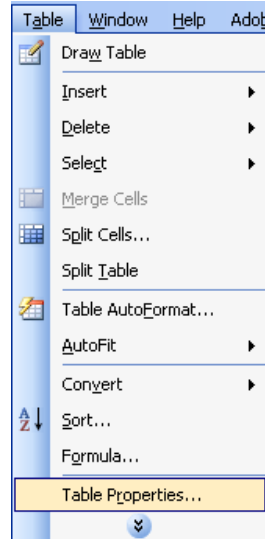 Table Window Help Adob
Draw Table
Insert
Delete
Select
Merge Cells
Split Cells...
Split Table
Table AutoFormat...
AutoFit
Convert
A
Z
Sort...
Formula...
Table Properties...